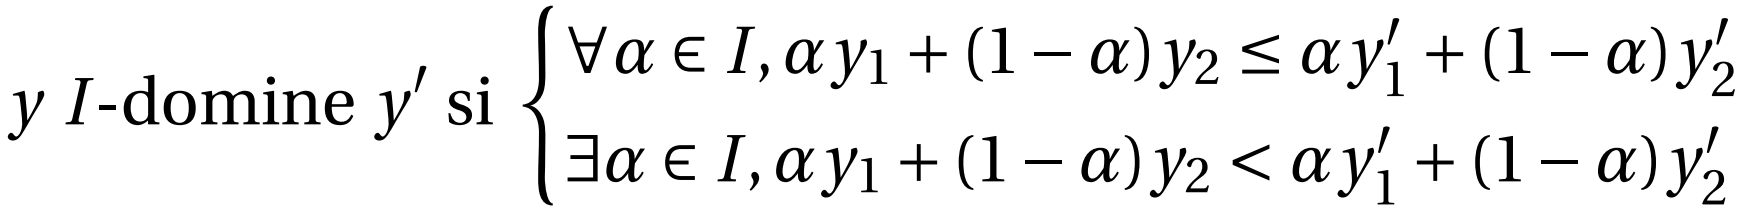 y I-domine y′ si { ∀α ∈ I, αy₁ + (1 − α)y₂ ≤ αy′₁ + (1 − α)y′₂
∃α ∈ I, αy₁ + (1 − α)y₂ < αy′₁ + (1 − α)y′₂